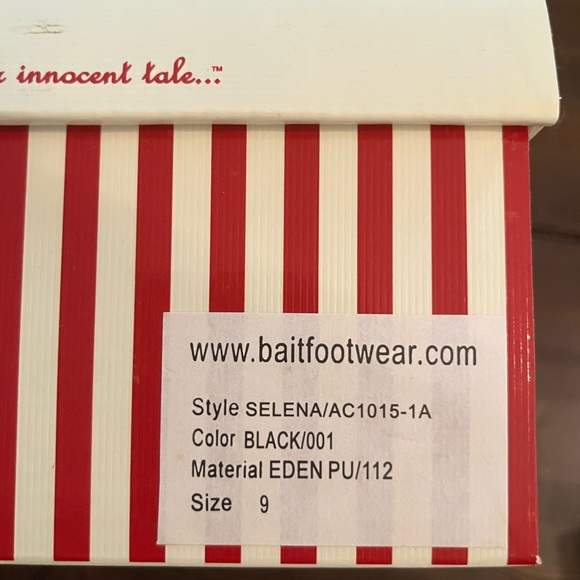 innocent tale...™
www.baitfootwear.com
Style SELENA/AC1015-1A
Color BLACK/001
Material EDEN PU/112
Size 9